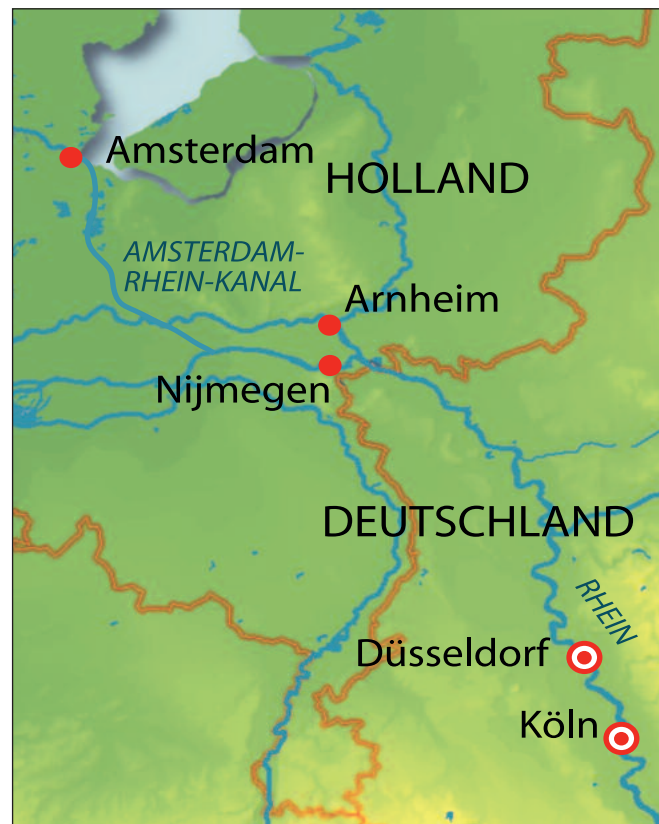 Amsterdam
HOLLAND
AMSTERDAM-
RHEIN-KANAL
Arnheim
Nijmegen
DEUTSCHLAND
RHEIN
Düsseldorf
Köln